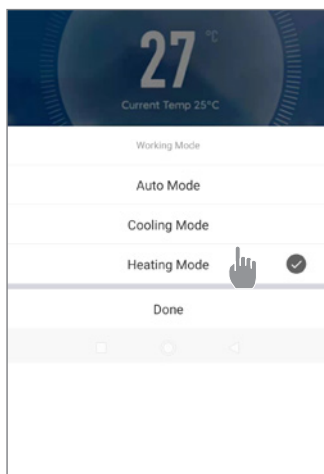 27 °C
Current Temp 25°C
Working Mode
Auto Mode
Cooling Mode
Heating Mode
Done